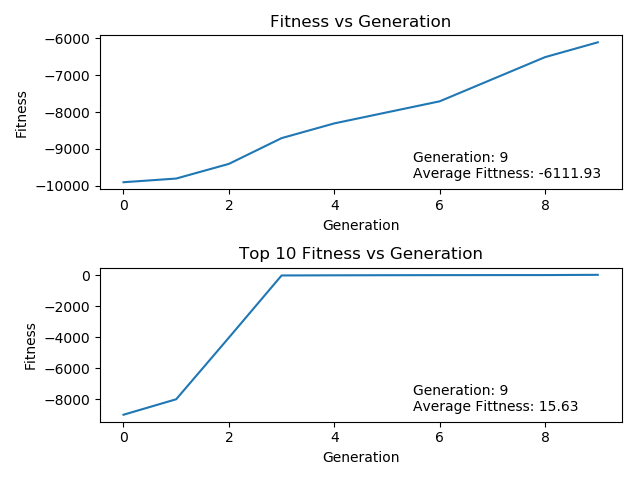 Fitness vs Generation
−6000
−7000
−8000
−9000
−10000
Fitness
Generation: 9
Average Fittness: -6111.93
0 2 4 6 8
Generation
Top 10 Fitness vs Generation
0
−2000
−4000
−6000
−8000
Fitness
Generation: 9
Average Fittness: 15.63
0 2 4 6 8
Generation